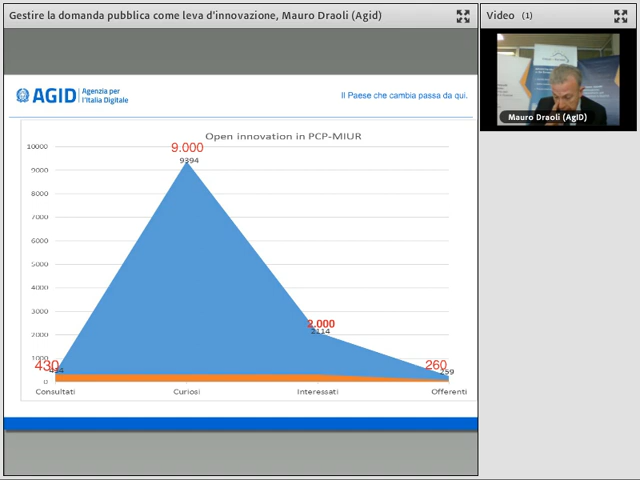 Gestire la domanda pubblica come leva d'innovazione, Mauro Draoli (Agid)
Video (1)
Mauro Draoli (AgID)
AGID Agenzia per l'Italia Digitale
Il Paese che cambia passa da qui.
Open innovation in PCP-MIUR
10000
9000
8000
7000
6000
5000
4000
3000
2000
1000
0
9.000
9394
2.000
2114
430
434
260
259
Consultati
Curiosi
Interessati
Offerenti